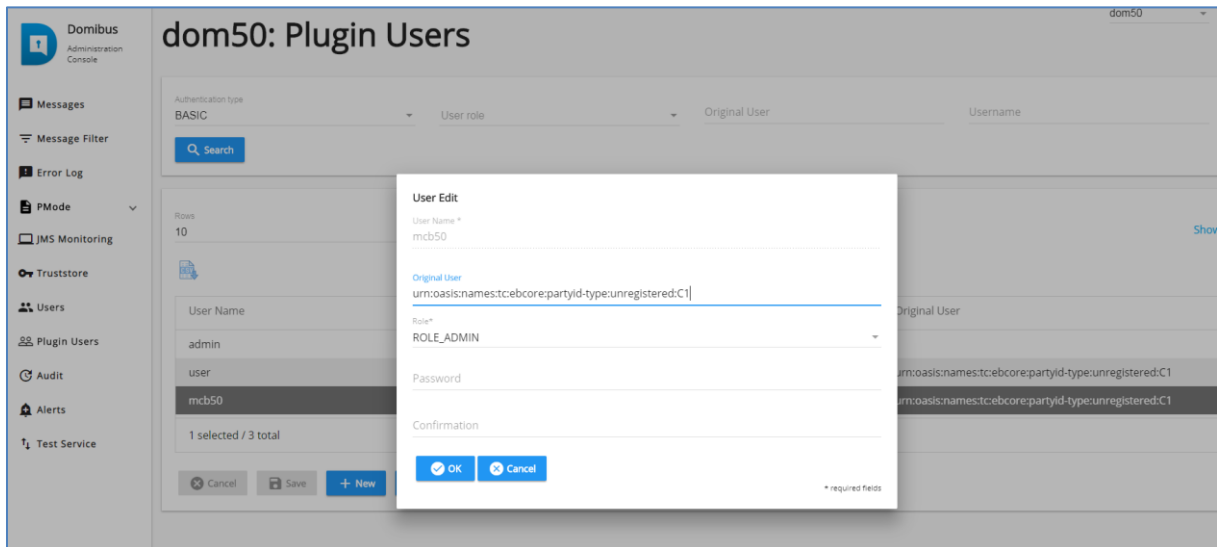 dom50
Domibus
Administration
Console
dom50: Plugin Users
Messages
Message Filter
Error Log
PMode
JMS Monitoring
Truststore
Users
Plugin Users
Audit
Alerts
Test Service
Authentication type
BASIC
User role
Original User
Username
Search
Rows
10
Show
User Name
Original User
admin
user
urn:oasis:names:tc:ebcore:partyid-type:unregistered:C1
mcb50
urn:oasis:names:tc:ebcore:partyid-type:unregistered:C1
1 selected / 3 total
Cancel
Save
+ New
User Edit
User Name *
mcb50
Original User
urn:oasis:names:tc:ebcore:partyid-type:unregistered:C1
Role*
ROLE_ADMIN
Password
Confirmation
OK
Cancel
* required fields